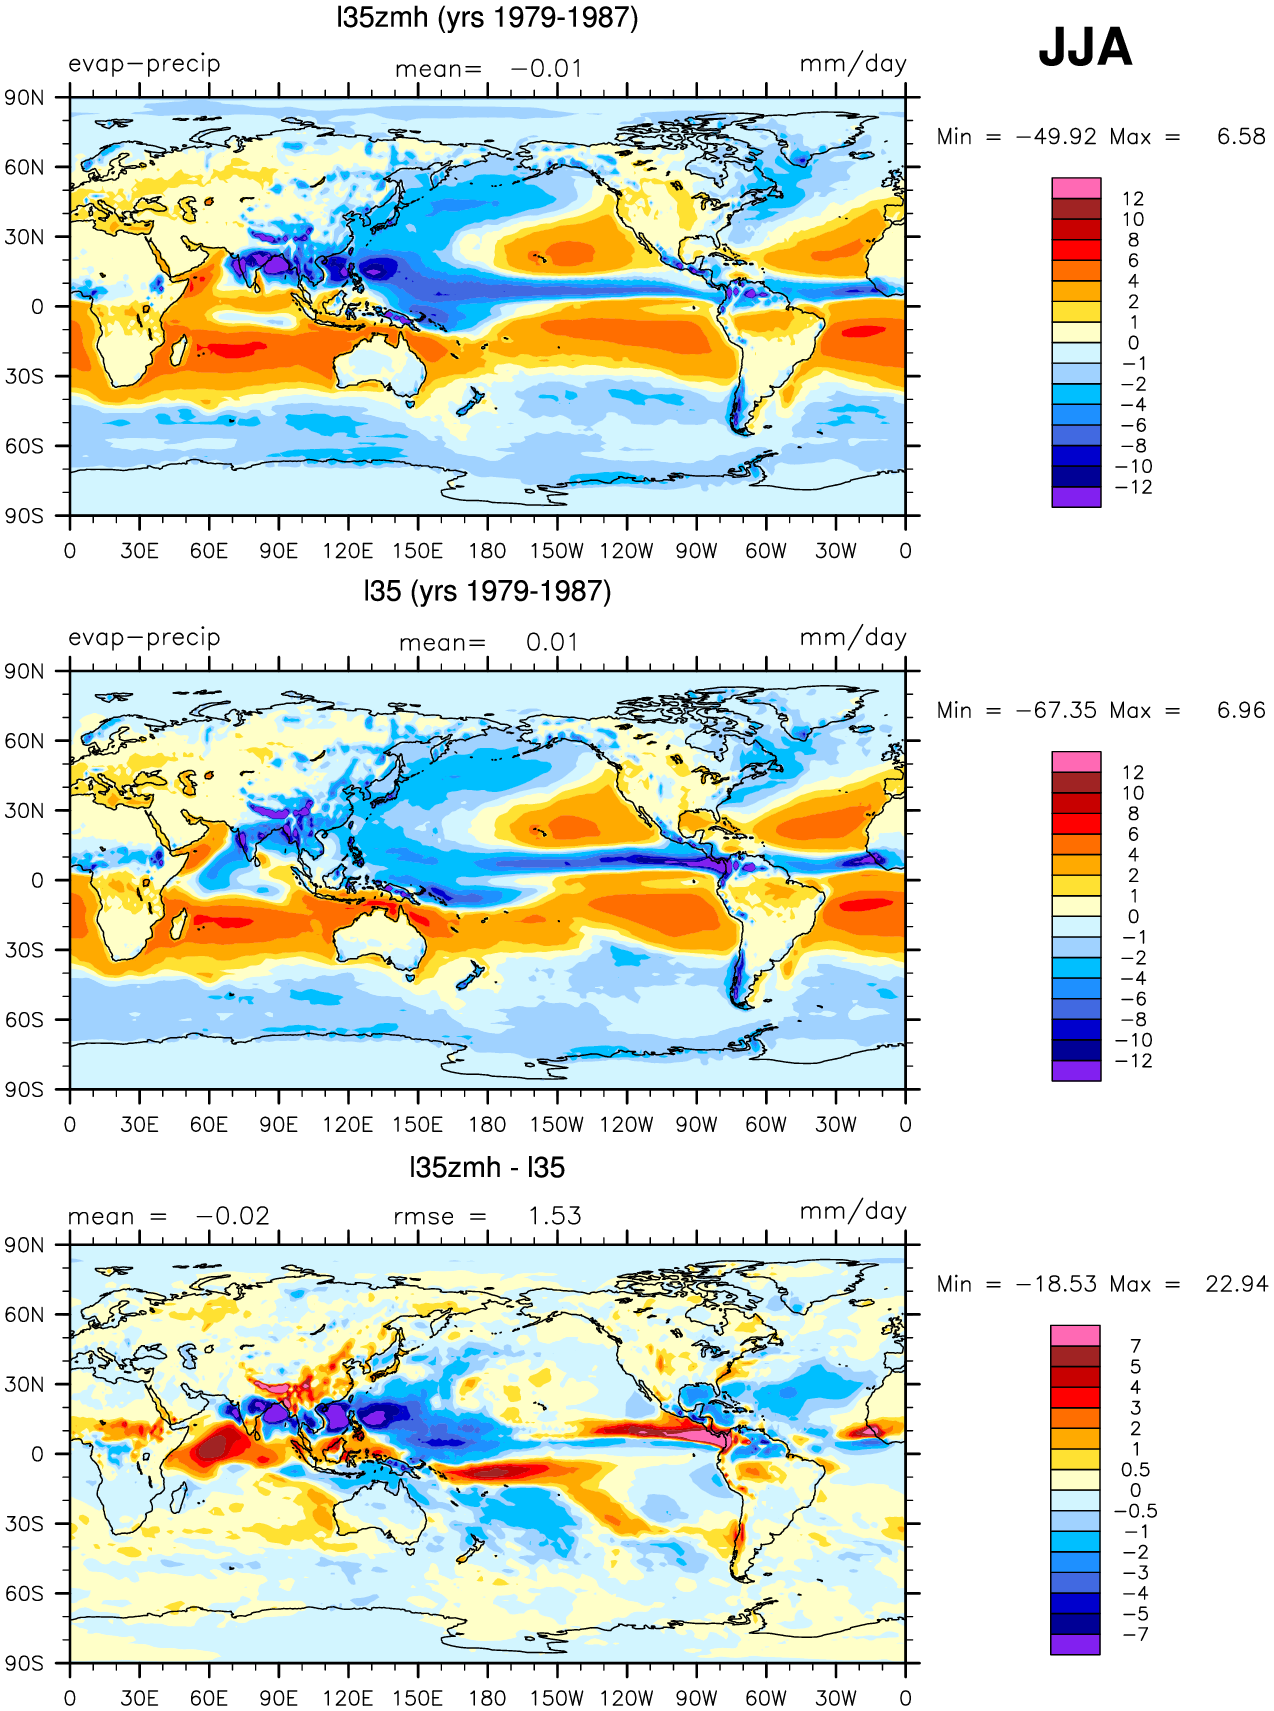 l35zmh (yrs 1979-1987)
JJA
evap-precip mean= -0.01 mm/day
Min = -49.92 Max = 6.58
90N
60N
30N
0
30S
60S
90S
0 30E 60E 90E 120E 150E 180 150W 120W 90W 60W 30W 0
12
10
8
6
4
2
1
0
-1
-2
-4
-6
-8
-10
-12
l35 (yrs 1979-1987)
evap-precip mean= 0.01 mm/day
Min = -67.35 Max = 6.96
90N
60N
30N
0
30S
60S
90S
0 30E 60E 90E 120E 150E 180 150W 120W 90W 60W 30W 0
12
10
8
6
4
2
1
0
-1
-2
-4
-6
-8
-10
-12
l35zmh - l35
mean = -0.02 rmse = 1.53 mm/day
Min = -18.53 Max = 22.94
90N
60N
30N
0
30S
60S
90S
0 30E 60E 90E 120E 150E 180 150W 120W 90W 60W 30W 0
7
5
4
3
2
1
0.5
0
-0.5
-1
-2
-3
-4
-5
-7